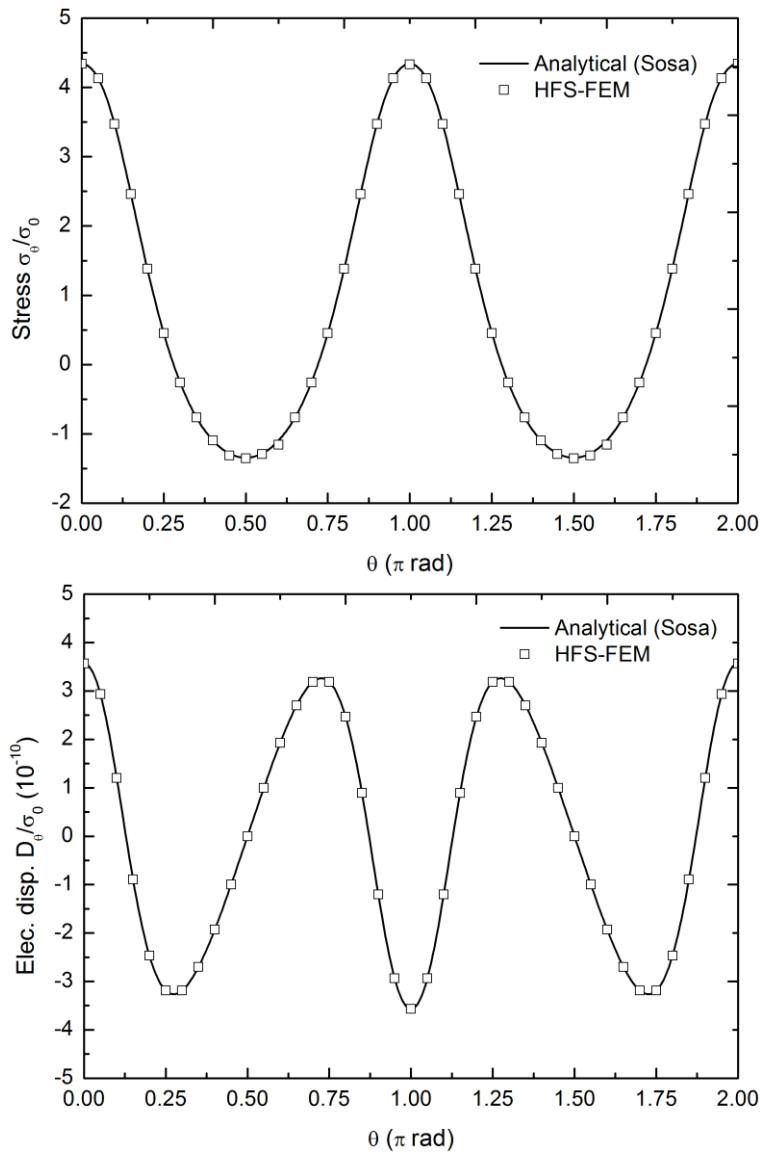 5
4
3
2
1
0
-1
-2
Stress σθ/σ0
Analytical (Sosa)
HFS-FEM
0.00 0.25 0.50 0.75 1.00 1.25 1.50 1.75 2.00
θ (π rad)
5
4
3
2
1
0
-1
-2
-3
-4
-5
Elec. disp. Dθ/σ0 (10-10)
Analytical (Sosa)
HFS-FEM
0.00 0.25 0.50 0.75 1.00 1.25 1.50 1.75 2.00
θ (π rad)